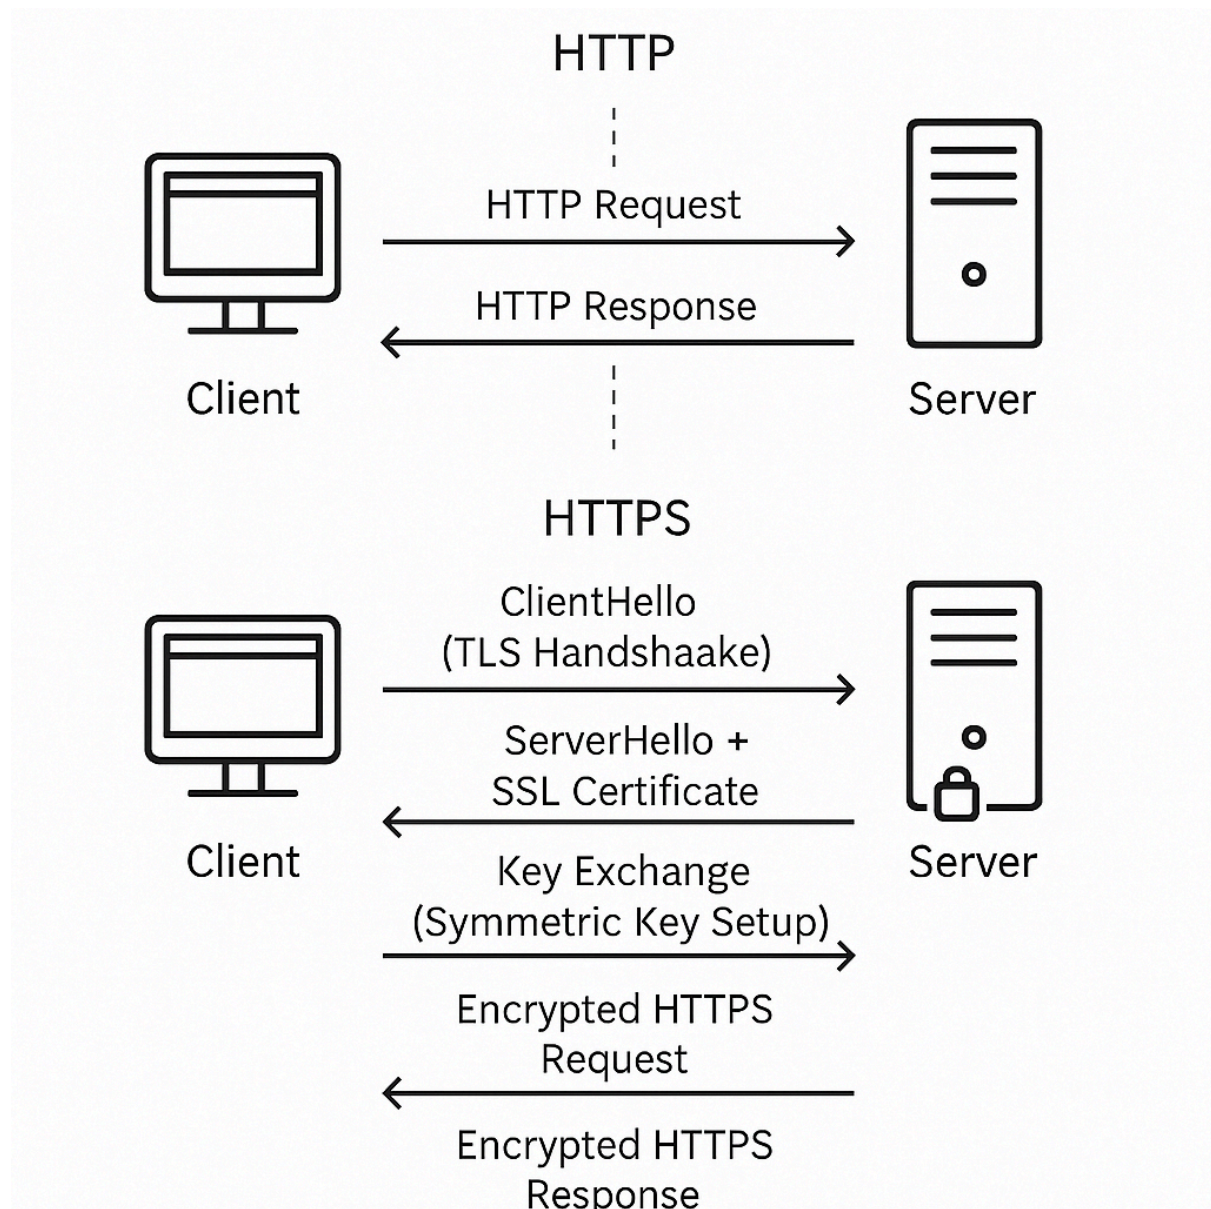 HTTP
HTTP Request
HTTP Response
Client
Server
HTTPS
ClientHello
(TLS Handshaake)
ServerHello +
SSL Certificate
Client
Server
Key Exchange
(Symmetric Key Setup)
Encrypted HTTPS
Request
Encrypted HTTPS
Response